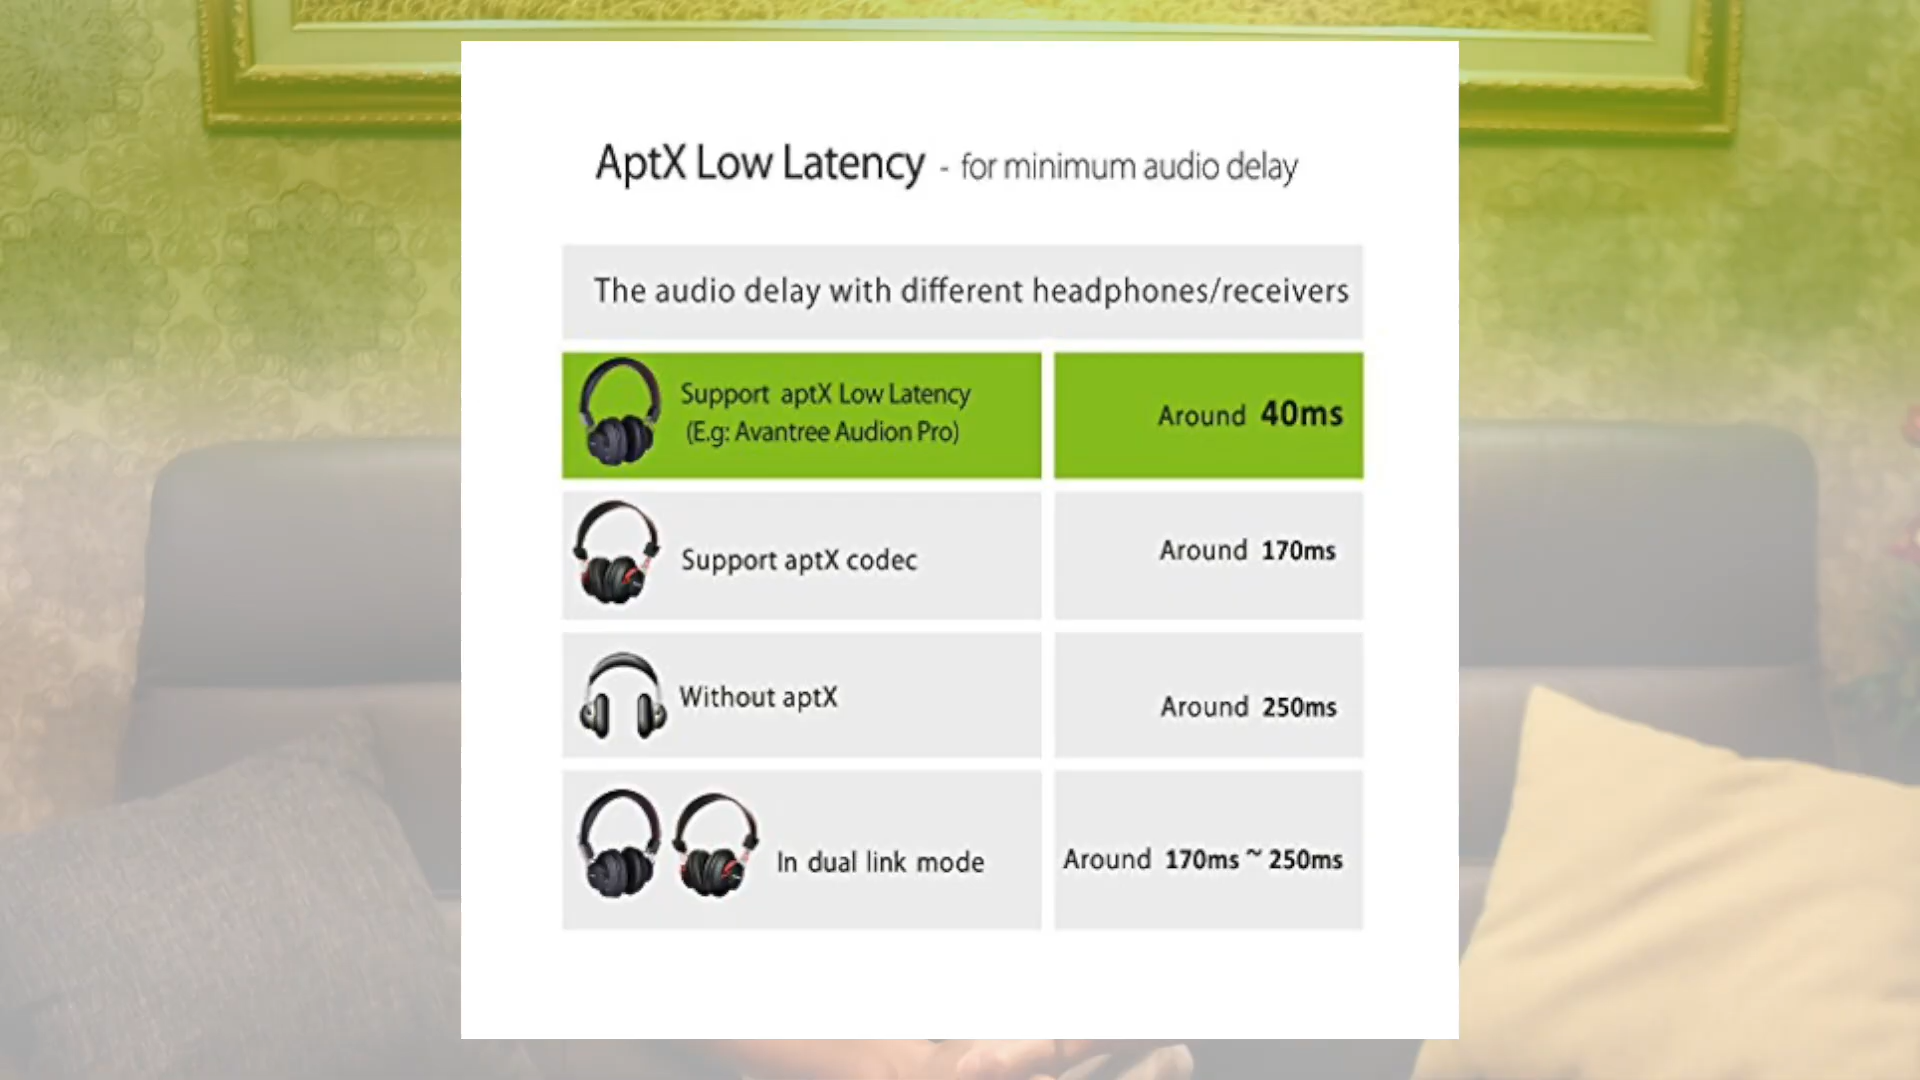 AptX Low Latency - for minimum audio delay
The audio delay with different headphones/receivers
Support aptX Low Latency
(E.g: Avantree Audion Pro)
Around 40ms
Support aptX codec
Around 170ms
Without aptX
Around 250ms
In dual link mode
Around 170ms ~ 250ms